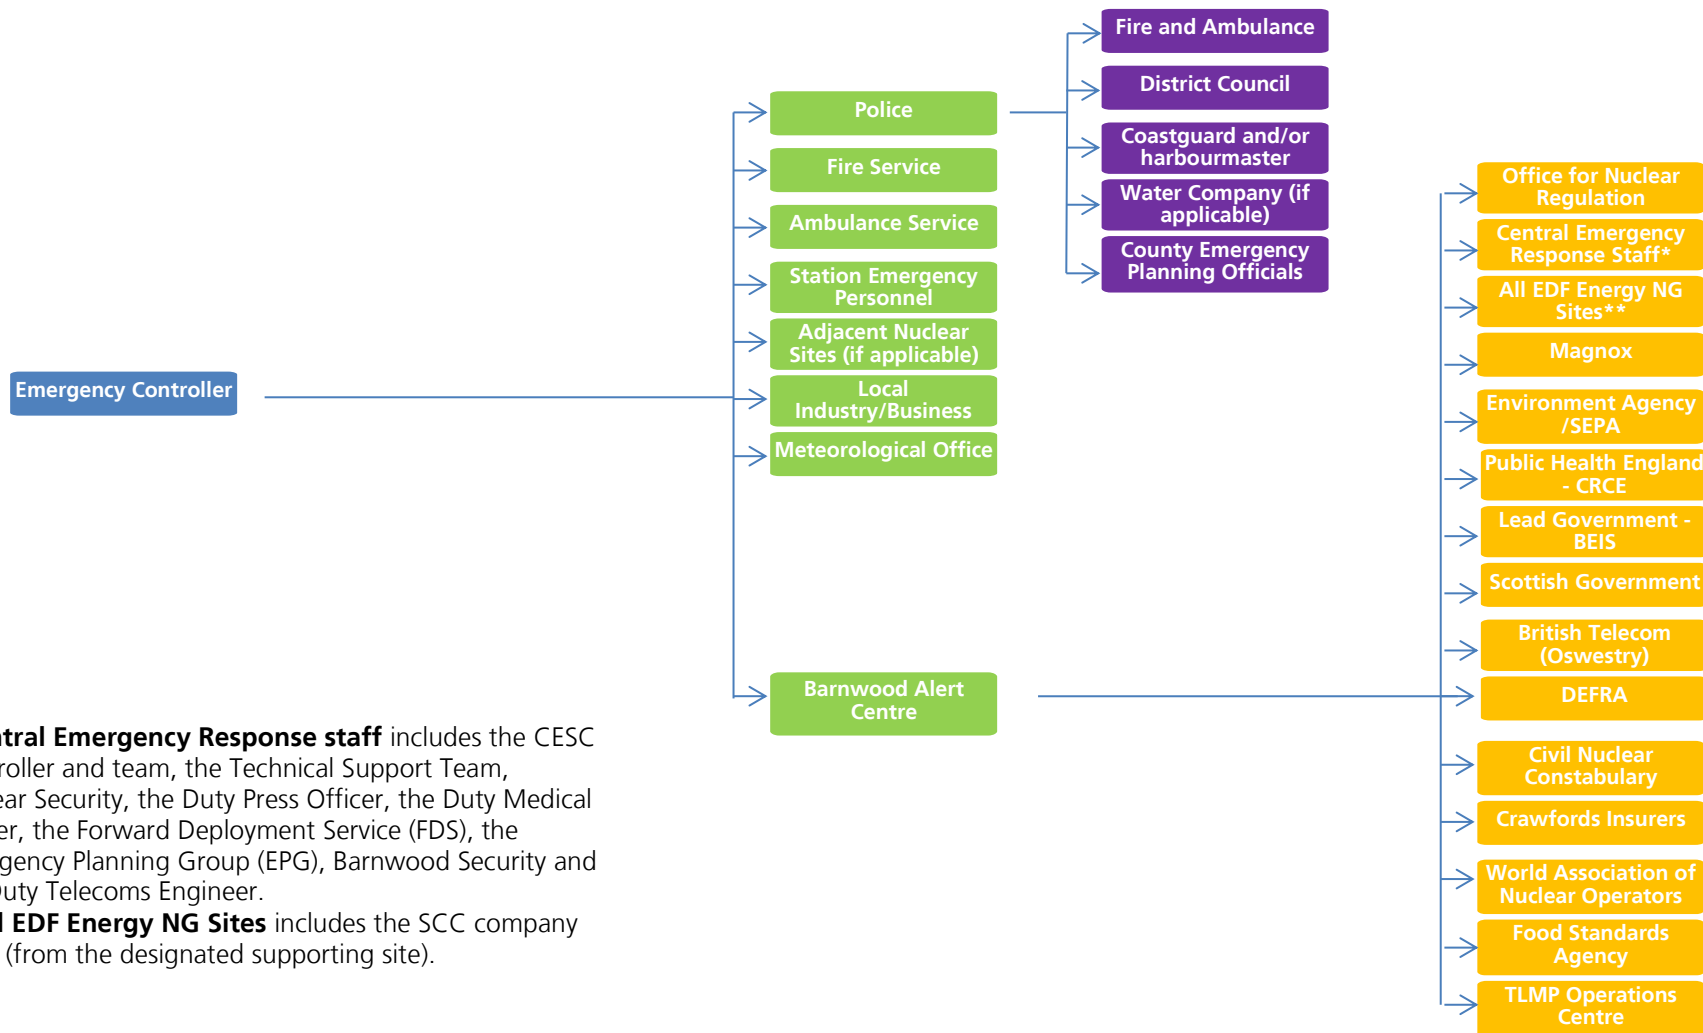 Emergency Controller
Police
Fire Service
Ambulance Service
Station Emergency
Personnel
Adjacent Nuclear
Sites (if applicable)
Local
Industry/Business
Meteorological Office
Barnwood Alert
Centre
Fire and Ambulance
District Council
Coastguard and/or
harbourmaster
Water Company (if
applicable)
County Emergency
Planning Officials
Office for Nuclear
Regulation
Central Emergency
Response Staff*
All EDF Energy NG
Sites**
Magnox
Environment Agency
/SEPA
Public Health England
- CRCE
Lead Government -
BEIS
Scottish Government
British Telecom
(Oswestry)
DEFRA
Civil Nuclear
Constabulary
Crawfords Insurers
World Association of
Nuclear Operators
Food Standards
Agency
TLMP Operations
Centre
ntral Emergency Response staff includes the CESC
roller and team, the Technical Support Team,
ear Security, the Duty Press Officer, the Duty Medical
er, the Forward Deployment Service (FDS), the
rgency Planning Group (EPG), Barnwood Security and
Duty Telecoms Engineer.
l EDF Energy NG Sites includes the SCC company
(from the designated supporting site).